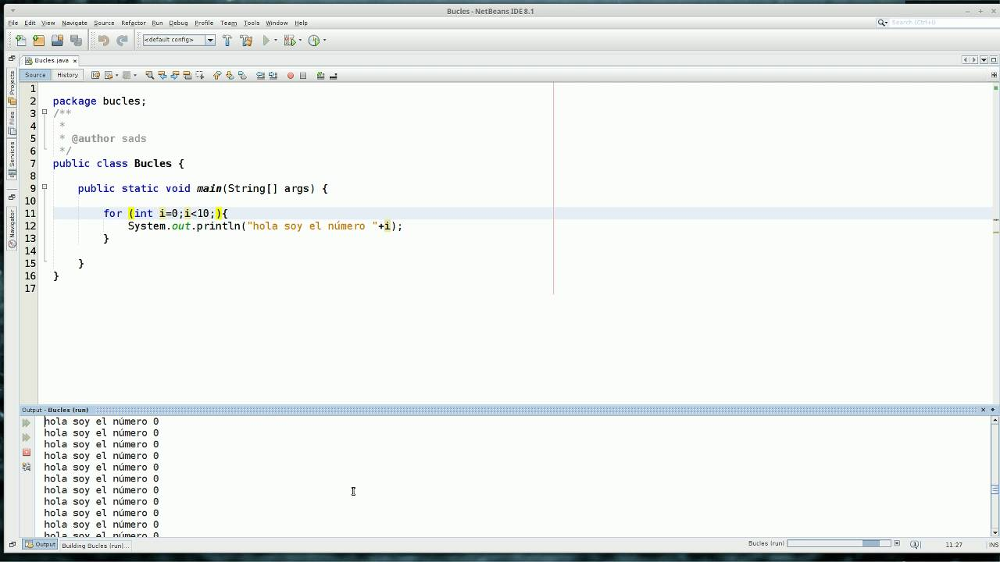 Bucles - NetBeans IDE 8.1
File Edit View Navigate Source Refactor Run Debug Profile Team Tools Window Help
Search (Ctrl+I)
<default config>
Bucles.java
Source History
Projects
Files
Services
Navigator
1
2 package bucles;
3 /**
4 *
5 * @author sads
6 */
7 public class Bucles {
8
9 public static void main(String[] args) {
10
11 for (int i=0;i<10;){
12 System.out.println("hola soy el número "+i);
13 }
14
15 }
16 }
17
Output - Bucles (run)
hola soy el número 0
hola soy el número 0
hola soy el número 0
hola soy el número 0
hola soy el número 0
hola soy el número 0
hola soy el número 0
hola soy el número 0
hola soy el número 0
hola soy el número 0
hola soy el número 0
Output Building Bucles (run)... Bucles (run) 11:27 INS